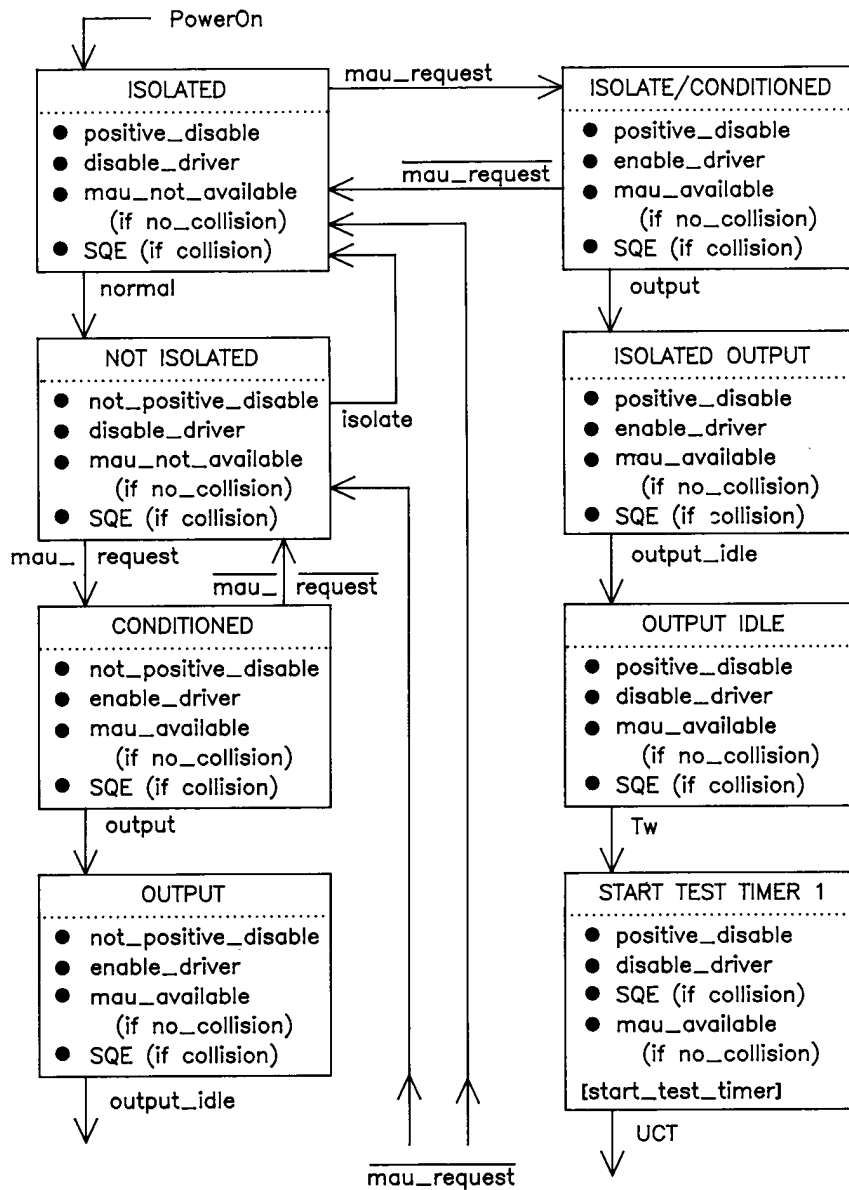 PowerOn
ISOLATED
● positive_disable
● disable_driver
● mau_not_available
(if no_collision)
● SQE (if collision)
mau_request
mau_request
ISOLATE/CONDITIONED
● positive_disable
● enable_driver
● mau_available
(if no_collision)
● SQE (if collision)
normal
output
NOT ISOLATED
● not_positive_disable
● disable_driver
● mau_not_available
(if no_collision)
● SQE (if collision)
isolate
ISOLATED OUTPUT
● positive_disable
● enable_driver
● mau_available
(if no_collision)
● SQE (if collision)
mau_ request
mau_ request
output_idle
CONDITIONED
● not_positive_disable
● enable_driver
● mau_available
(if no_collision)
● SQE (if collision)
OUTPUT IDLE
● positive_disable
● disable_driver
● mau_available
(if no_collision)
● SQE (if collision)
output
Tw
OUTPUT
● not_positive_disable
● enable_driver
● mau_available
(if no_collision)
● SQE (if collision)
START TEST TIMER 1
● positive_disable
● disable_driver
● SQE (if collision)
● mau_available
(if no_collision)
[start_test_timer]
output_idle
UCT
mau_request